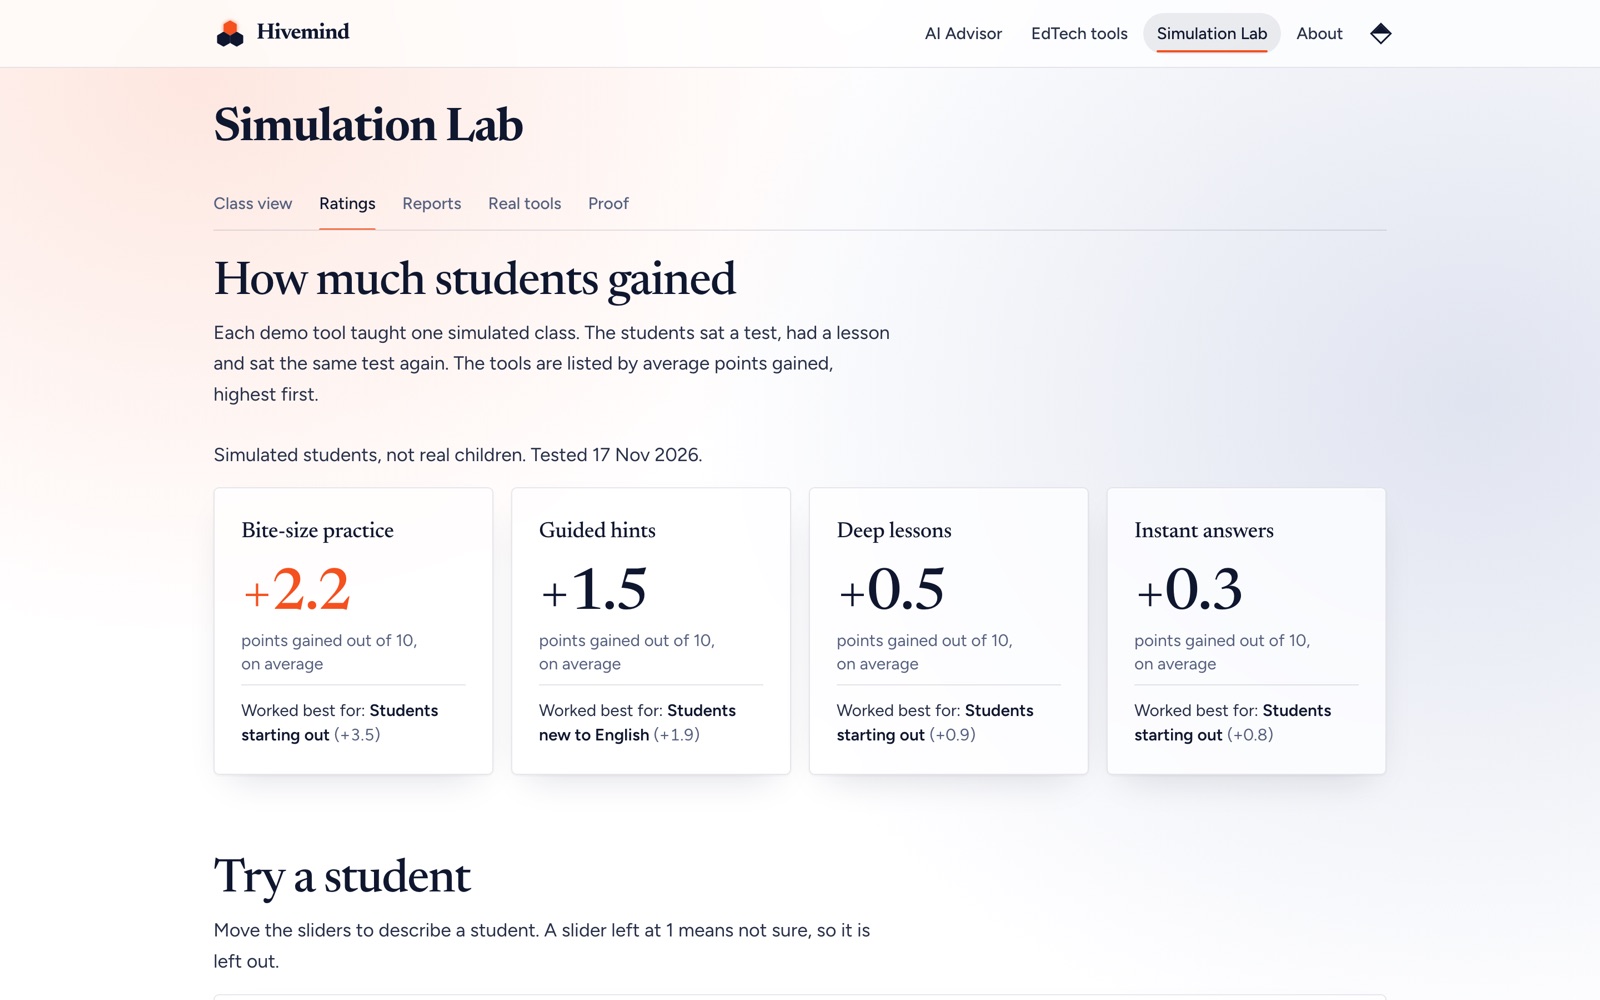 Hivemind
AI Advisor
EdTech tools
Simulation Lab
About
Simulation Lab
Class view
Ratings
Reports
Real tools
Proof
How much students gained
Each demo tool taught one simulated class. The students sat a test, had a lesson
and sat the same test again. The tools are listed by average points gained,
highest first.
Simulated students, not real children. Tested 17 Nov 2026.
Bite-size practice
+2.2
points gained out of 10,
on average
Worked best for: Students
starting out (+3.5)
Guided hints
+1.5
points gained out of 10,
on average
Worked best for: Students
new to English (+1.9)
Deep lessons
+0.5
points gained out of 10,
on average
Worked best for: Students
starting out (+0.9)
Instant answers
+0.3
points gained out of 10,
on average
Worked best for: Students
starting out (+0.8)
Try a student
Move the sliders to describe a student. A slider left at 1 means not sure, so it is
left out.